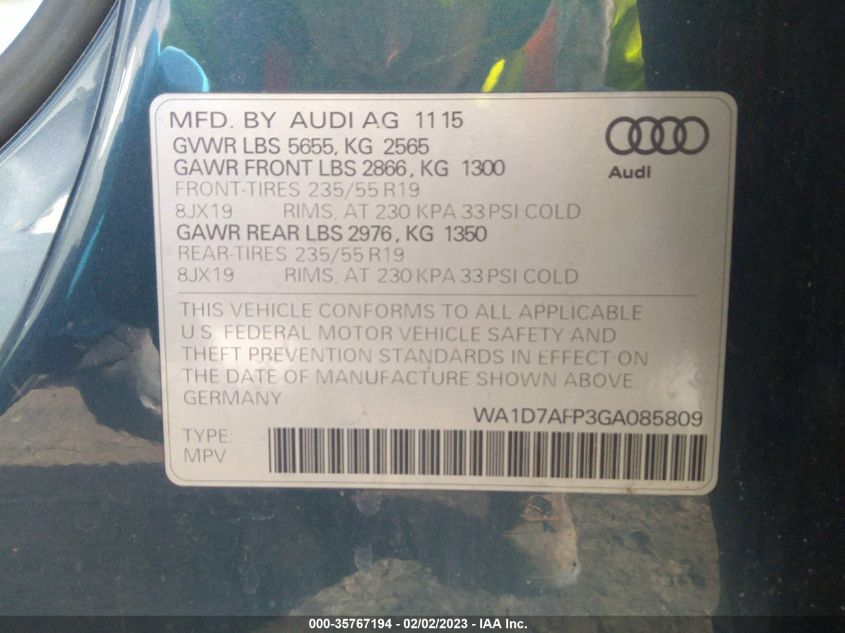 MFD. BY AUDI AG 11 15
GVWR LBS 5655, KG 2565
GAWR FRONT LBS 2866, KG 1300
FRONT-TIRES 235/55 R19
8JX19 RIMS, AT 230 KPA 33 PSI COLD
GAWR REAR LBS 2976, KG 1350
REAR-TIRES 235/55 R19
8JX19 RIMS, AT 230 KPA 33 PSI COLD
Audi
THIS VEHICLE CONFORMS TO ALL APPLICABLE
U.S. FEDERAL MOTOR VEHICLE SAFETY AND
THEFT PREVENTION STANDARDS IN EFFECT ON
THE DATE OF MANUFACTURE SHOWN ABOVE.
GERMANY
WA1D7AFP3GA085809
TYPE:
MPV
000-35767194 - 02/02/2023 - IAA Inc.